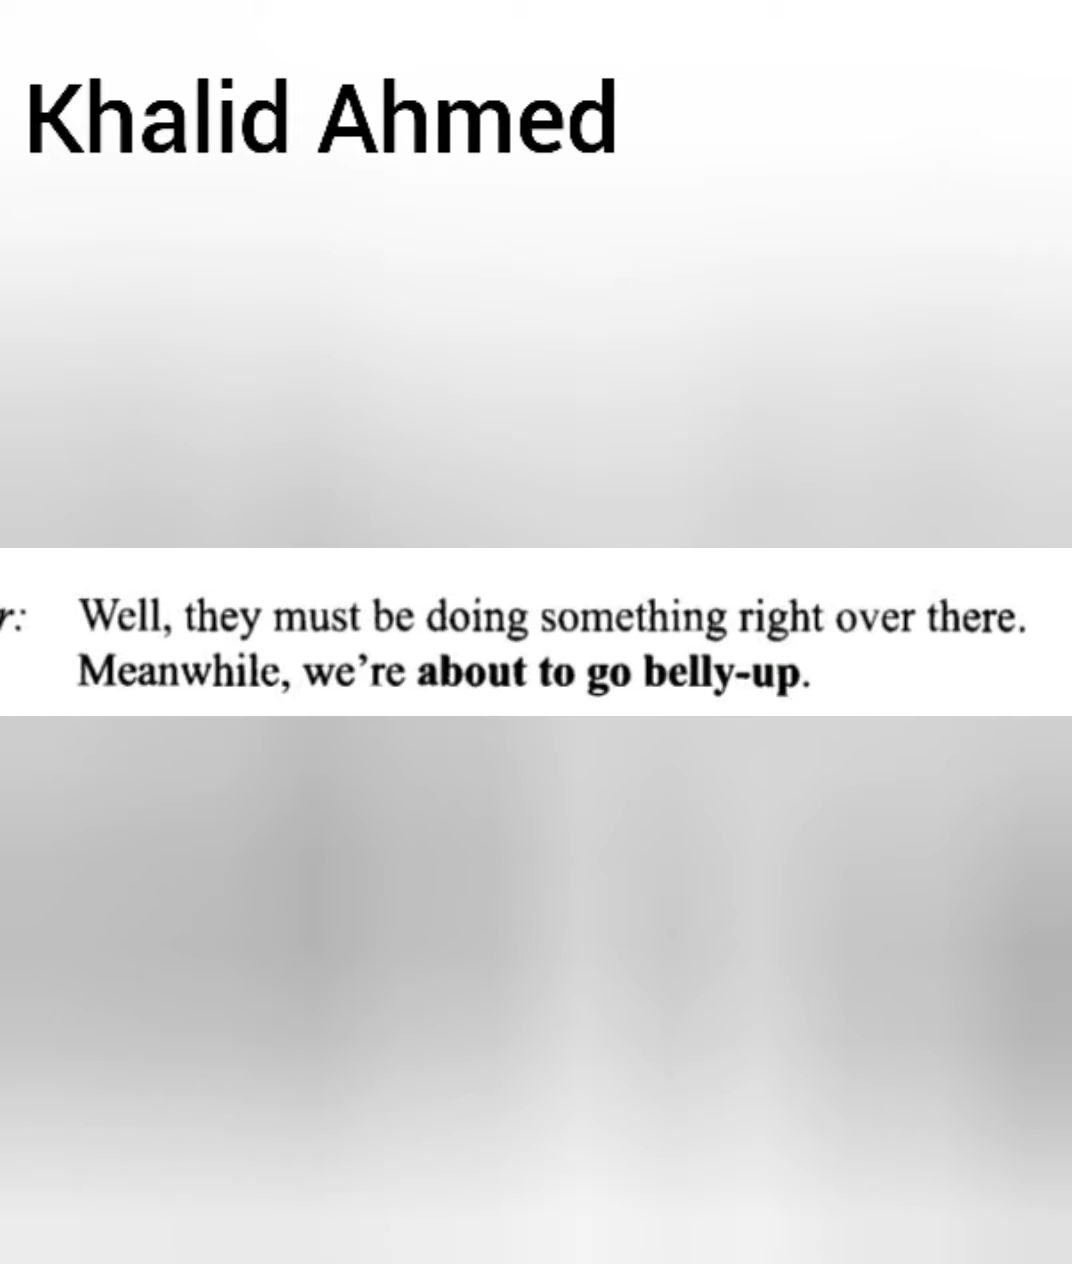 Khalid Ahmed
r: Well, they must be doing something right over there.
Meanwhile, we're about to go belly-up.